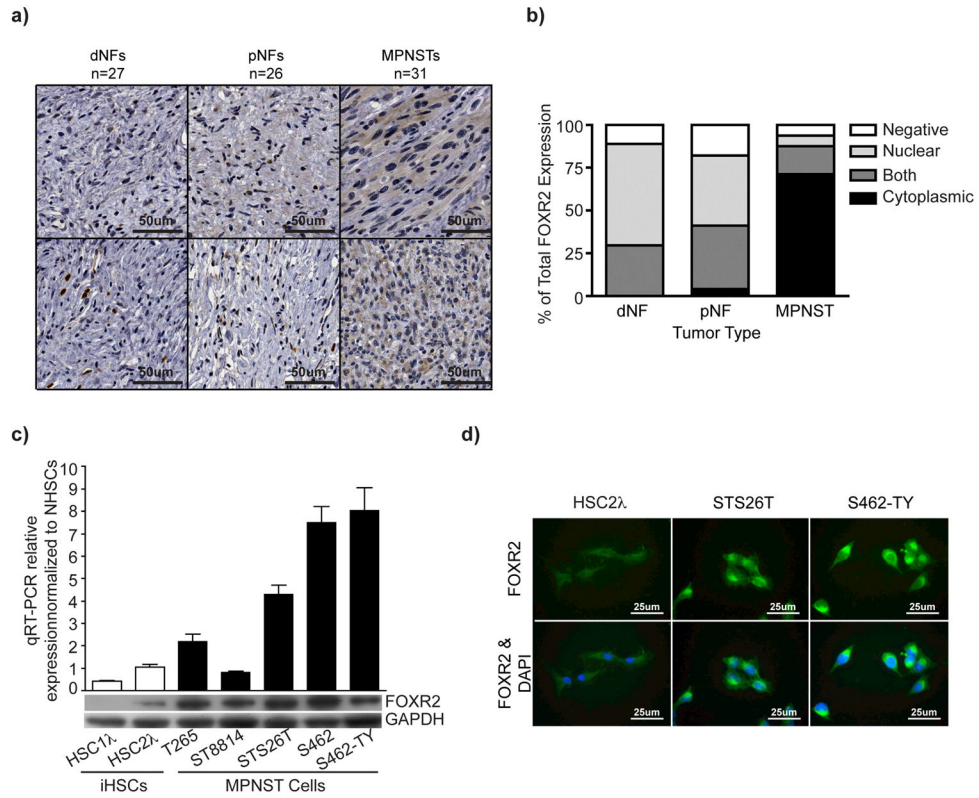 a)
dNFs
n=27
pNFs
n=26
MPNSTs
n=31
50um
50um
50um
50um
50um
50um
b)
% of Total FOXR2 Expression
100
75
50
25
0
dNF
pNF
MPNST
Tumor Type
Negative
Nuclear
Both
Cytoplasmic
c)
qRT-PCR relative
expressionnormalized to NHSCs
10
9
8
7
6
5
4
3
2
1
0
FOXR2
GAPDH
HSC1λ
HSC2λ
T265
ST8814
STS26T
S462
S462-TY
iHSCs
MPNST Cells
d)
HSC2λ
STS26T
S462-TY
FOXR2
25um
25um
25um
FOXR2 &
DAPI
25um
25um
25um